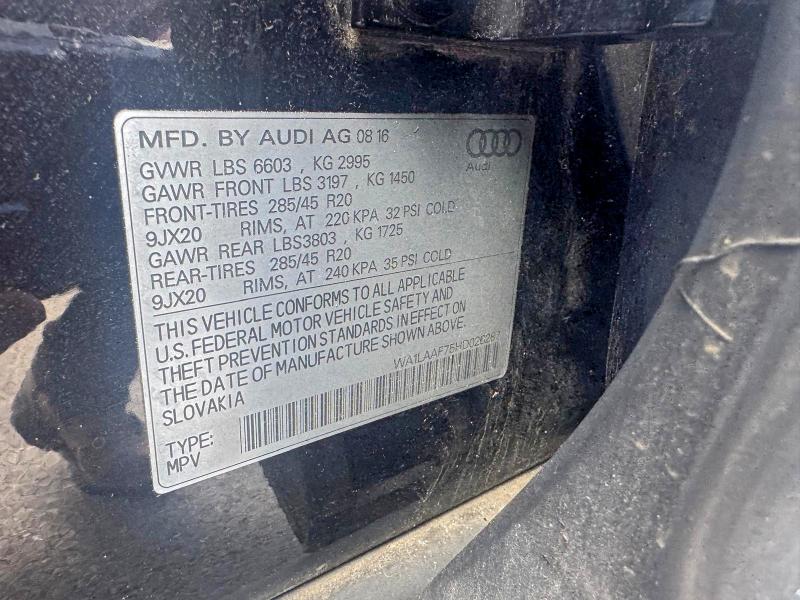 MFD. BY AUDI AG 08 16
Audi
GVWR LBS 6603 , KG 2995
GAWR FRONT LBS 3197 , KG 1450
FRONT-TIRES 285/45 R20
9JX20 RIMS, AT 220 KPA 32 PSI COLD
GAWR REAR LBS3803 , KG 1725
REAR-TIRES 285/45 R20
9JX20 RIMS, AT 240 KPA 35 PSI COLD
THIS VEHICLE CONFORMS TO ALL APPLICABLE
U.S. FEDERAL MOTOR VEHICLE SAFETY AND
THEFT PREVENTION STANDARDS IN EFFECT ON
THE DATE OF MANUFACTURE SHOWN ABOVE.
SLOVAKIA
WA1LAAF75HD026287
TYPE:
MPV